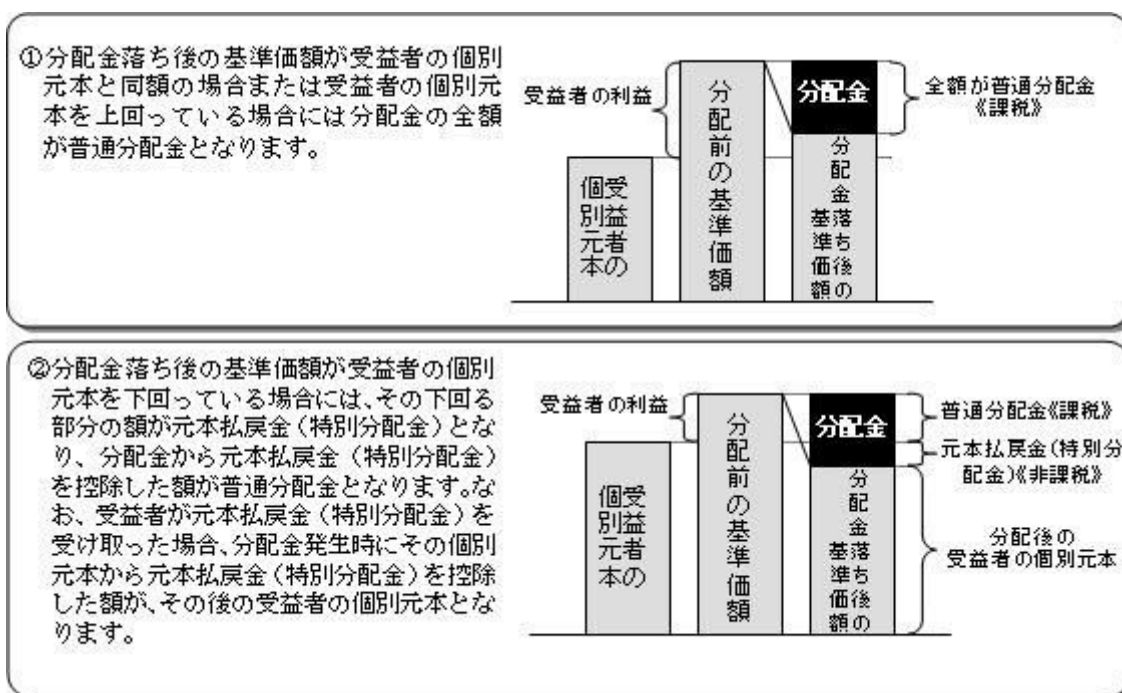 ①分配金落ち後の基準価額が受益者の個別
元本と同額の場合または受益者の個別元
本を上回っている場合には分配金の全額
が普通分配金となります。
受益者の利益
受益者の
個別元本
分配前の基準価額
分配金
分配金落ち後の
基準価額
全額が普通分配金
《課税》
②分配金落ち後の基準価額が受益者の個別
元本を下回っている場合には、その下回る
部分の額が元本払戻金(特別分配金)とな
り、分配金から元本払戻金(特別分配金)
を控除した額が普通分配金となります。な
お、受益者が元本払戻金(特別分配金)を
受け取った場合、分配金発生時にその個別
元本から元本払戻金(特別分配金)を控除
した額が、その後の受益者の個別元本とな
ります。
受益者の利益
受益者の
個別元本
分配前の基準価額
分配金
分配金落ち後の
基準価額
普通分配金《課税》
元本払戻金(特別分
配金)《非課税》
分配後の
受益者の個別元本